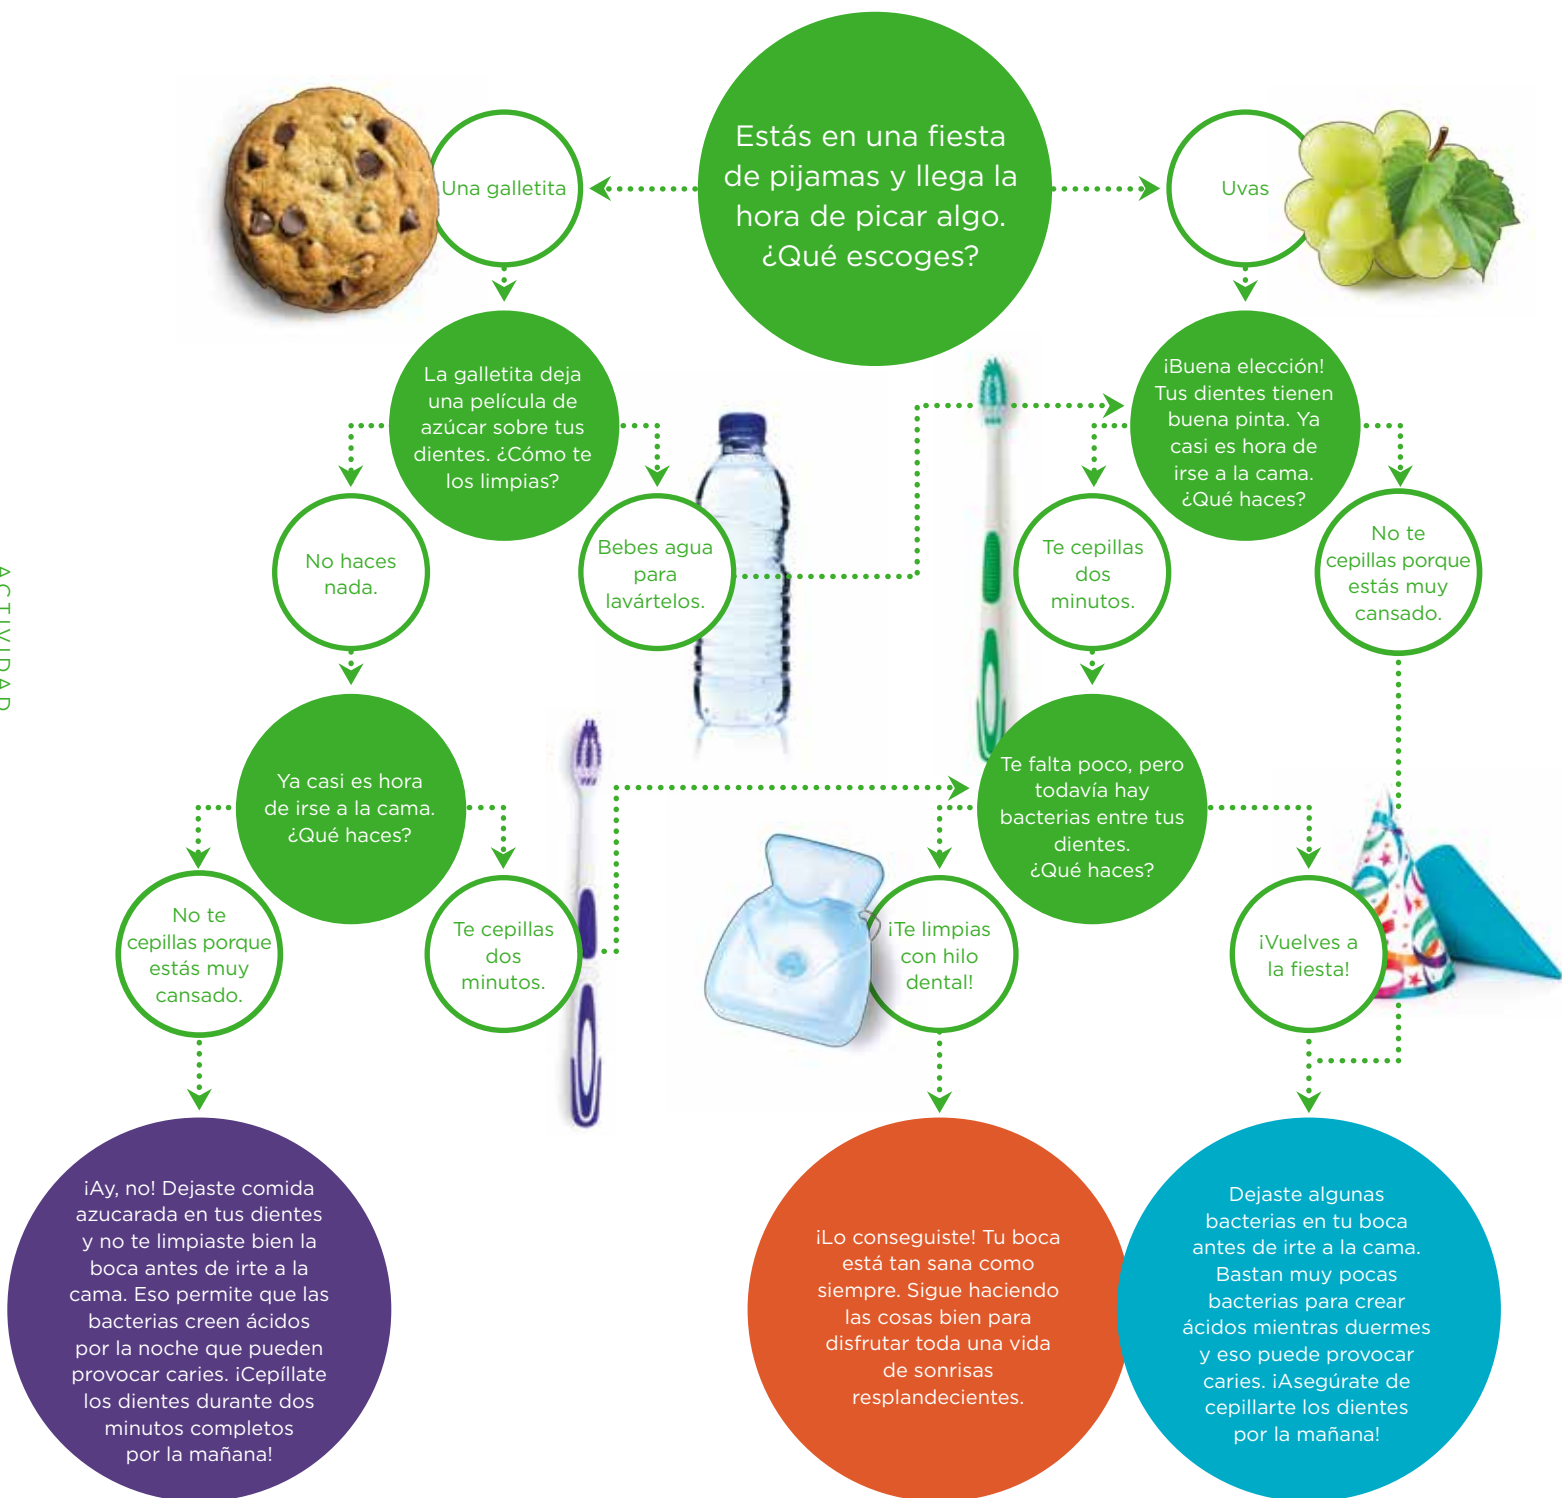 Estás en una fiesta
de pijamas y llega la
hora de picar algo.
¿Qué escoges?
Una galletita
Uvas
La galletita deja
una película de
azúcar sobre tus
dientes. ¿Cómo te
los limpias?
¡Buena elección!
Tus dientes tienen
buena pinta. Ya
casi es hora de
irse a la cama.
¿Qué haces?
No haces
nada.
Bebes agua
para
lavártelos.
Te cepillas
dos
minutos.
No te
cepillas porque
estás muy
cansado.
ACTIVIDAD
Ya casi es hora
de irse a la cama.
¿Qué haces?
Te falta poco, pero
todavía hay
bacterias entre tus
dientes.
¿Qué haces?
No te
cepillas porque
estás muy
cansado.
Te cepillas
dos
minutos.
¡Te limpias
con hilo
dental!
¡Vuelves a
la fiesta!
¡Ay, no! Dejaste comida
azucarada en tus dientes
y no te limpiaste bien la
boca antes de irte a la
cama. Eso permite que las
bacterias creen ácidos
por la noche que pueden
provocar caries. ¡Cepíllate
los dientes durante dos
minutos completos
por la mañana!
¡Lo conseguiste! Tu boca
está tan sana como
siempre. Sigue haciendo
las cosas bien para
disfrutar toda una vida
de sonrisas
resplandecientes.
Dejaste algunas
bacterias en tu boca
antes de irte a la cama.
Bastan muy pocas
bacterias para crear
ácidos mientras duermes
y eso puede provocar
caries. ¡Asegúrate de
cepillarte los dientes
por la mañana!